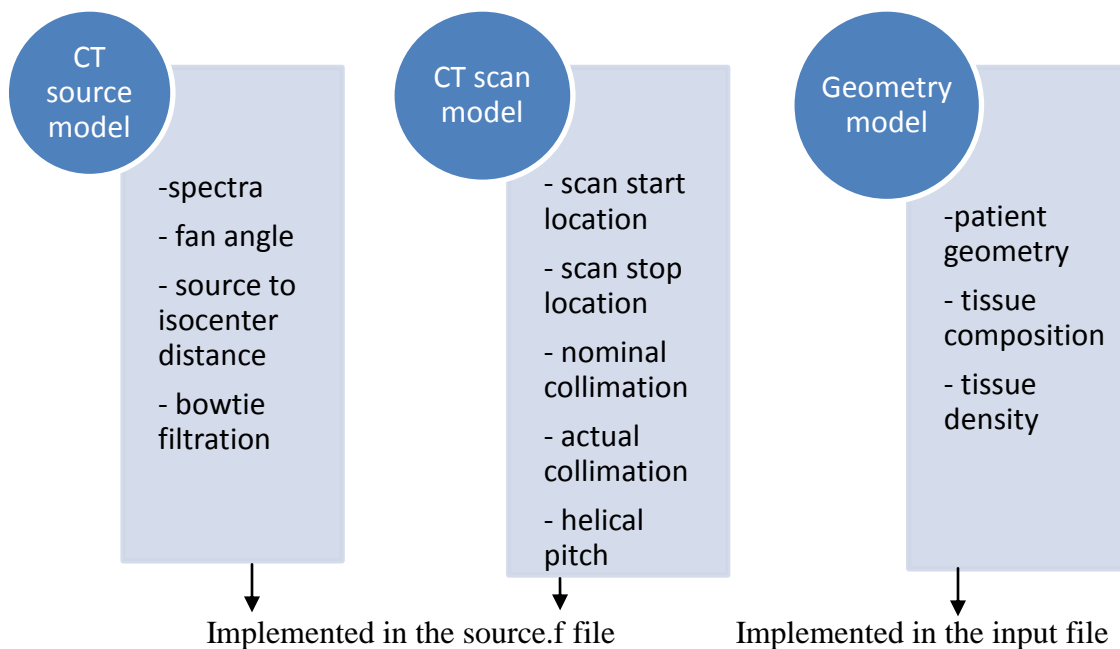 CT
source
model
-spectra
- fan angle
- source to
isocenter
distance
- bowtie
filtration
CT scan
model
- scan start
location
- scan stop
location
- nominal
collimation
- actual
collimation
- helical
pitch
Geometry
model
-patient
geometry
- tissue
composition
- tissue
density
Implemented in the source.f file
Implemented in the input file